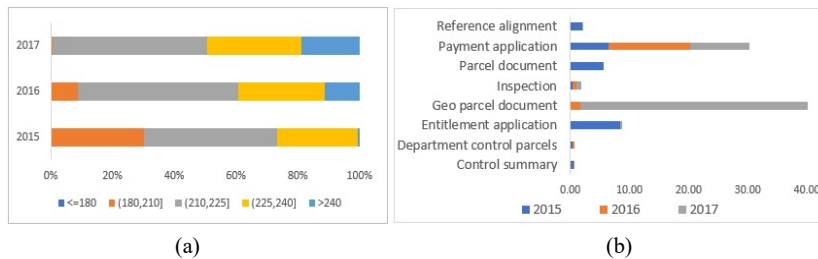 2017
2016
2015
0% 20% 40% 60% 80% 100%
<=180 (180,210] (210,225] (225,240] >240
(a)
Reference alignment
Payment application
Parcel document
Inspection
Geo parcel document
Entitlement application
Department control parcels
Control summary
0.00 10.00 20.00 30.00 40.00
2015 2016 2017
(b)